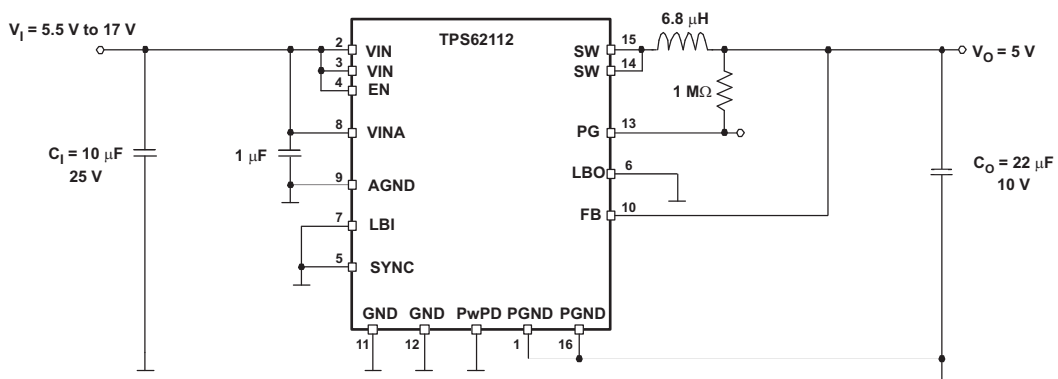 V_I = 5.5 V to 17 V
TPS62112
6.8 μH
V_O = 5 V
2 VIN
3 VIN
4 EN
8 VINA
9 AGND
7 LBI
5 SYNC
SW 15
SW 14
1 MΩ
PG 13
LBO 6
FB 10
C_I = 10 μF
25 V
1 μF
C_O = 22 μF
10 V
GND GND PwPD PGND PGND
11 12 1 16